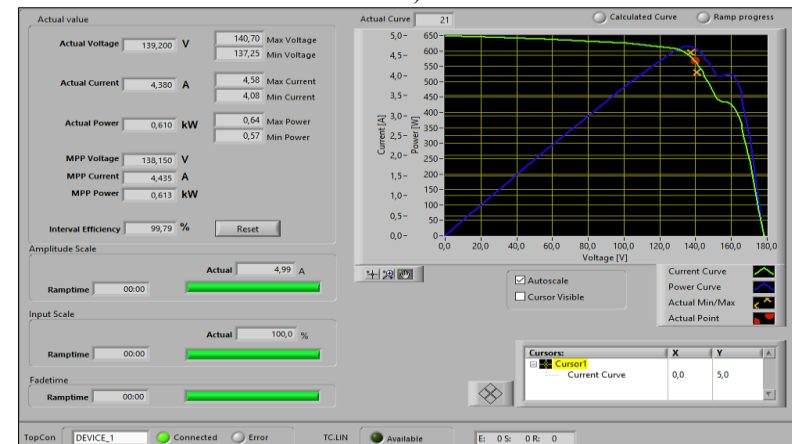 )
Actual value
Actual Voltage 139,200 V 140,70 Max Voltage
137,25 Min Voltage
Actual Current 4,380 A 4,58 Max Current
4,08 Min Current
Actual Power 0,610 kW 0,64 Max Power
0,57 Min Power
MPP Voltage 138,150 V
MPP Current 4,435 A
MPP Power 0,613 kW
Interval Efficiency 99,79 % Reset
Amplitude Scale
Actual 4,99 A
Ramptime 00:00
Input Scale
Actual 100,0 %
Ramptime 00:00
Fadetime
Ramptime 00:00
Actual Curve 21 Calculated Curve Ramp progress
Current [A]
5,0-
4,5-
4,0-
3,5-
3,0-
2,5-
2,0-
1,5-
1,0-
0,5-
0,0-
Power [W]
650-
600-
550-
500-
450-
400-
350-
300-
250-
200-
150-
100-
50-
0-
0,0 20,0 40,0 60,0 80,0 100,0 120,0 140,0 160,0 180,0
Voltage [V]
Autoscale
Cursor Visible
Current Curve
Power Curve
Actual Min/Max
Actual Point
Cursors: X Y
Cursor1
Current Curve 0,0 5,0
TopCon DEVICE_1 Connected Error TC.LIN Available E: 0 S: 0 R: 0